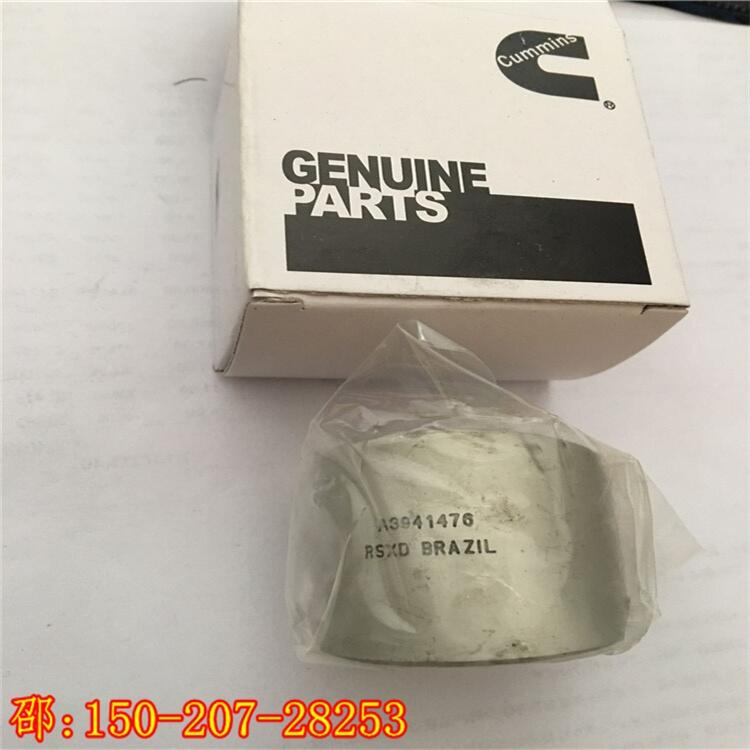 Cummins
®
GENUINE
PARTS
A3941476
RSXD BRAZIL
邵:150-207-28253